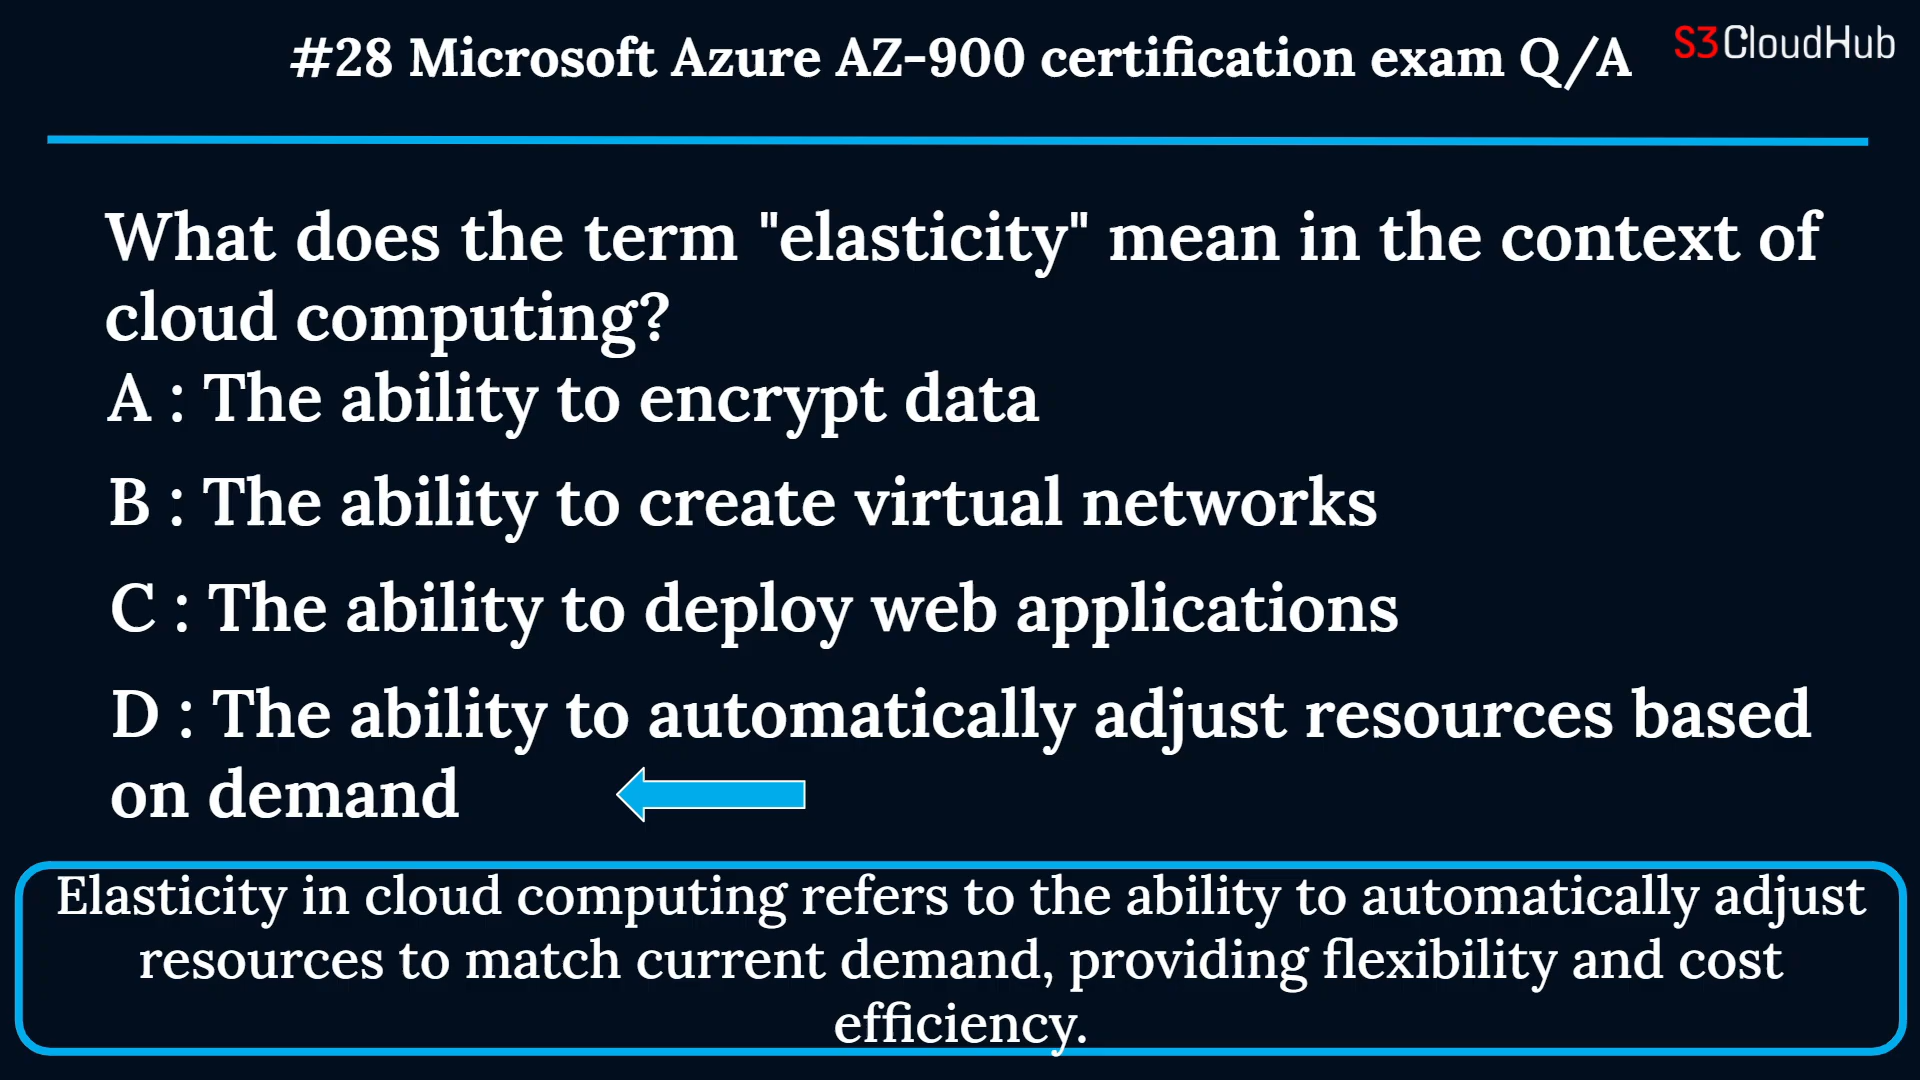 #28 Microsoft Azure AZ-900 certification exam Q/A
S3CloudHub
What does the term "elasticity" mean in the context of
cloud computing?
A : The ability to encrypt data
B : The ability to create virtual networks
C : The ability to deploy web applications
D : The ability to automatically adjust resources based
on demand
Elasticity in cloud computing refers to the ability to automatically adjust
resources to match current demand, providing flexibility and cost
efficiency.